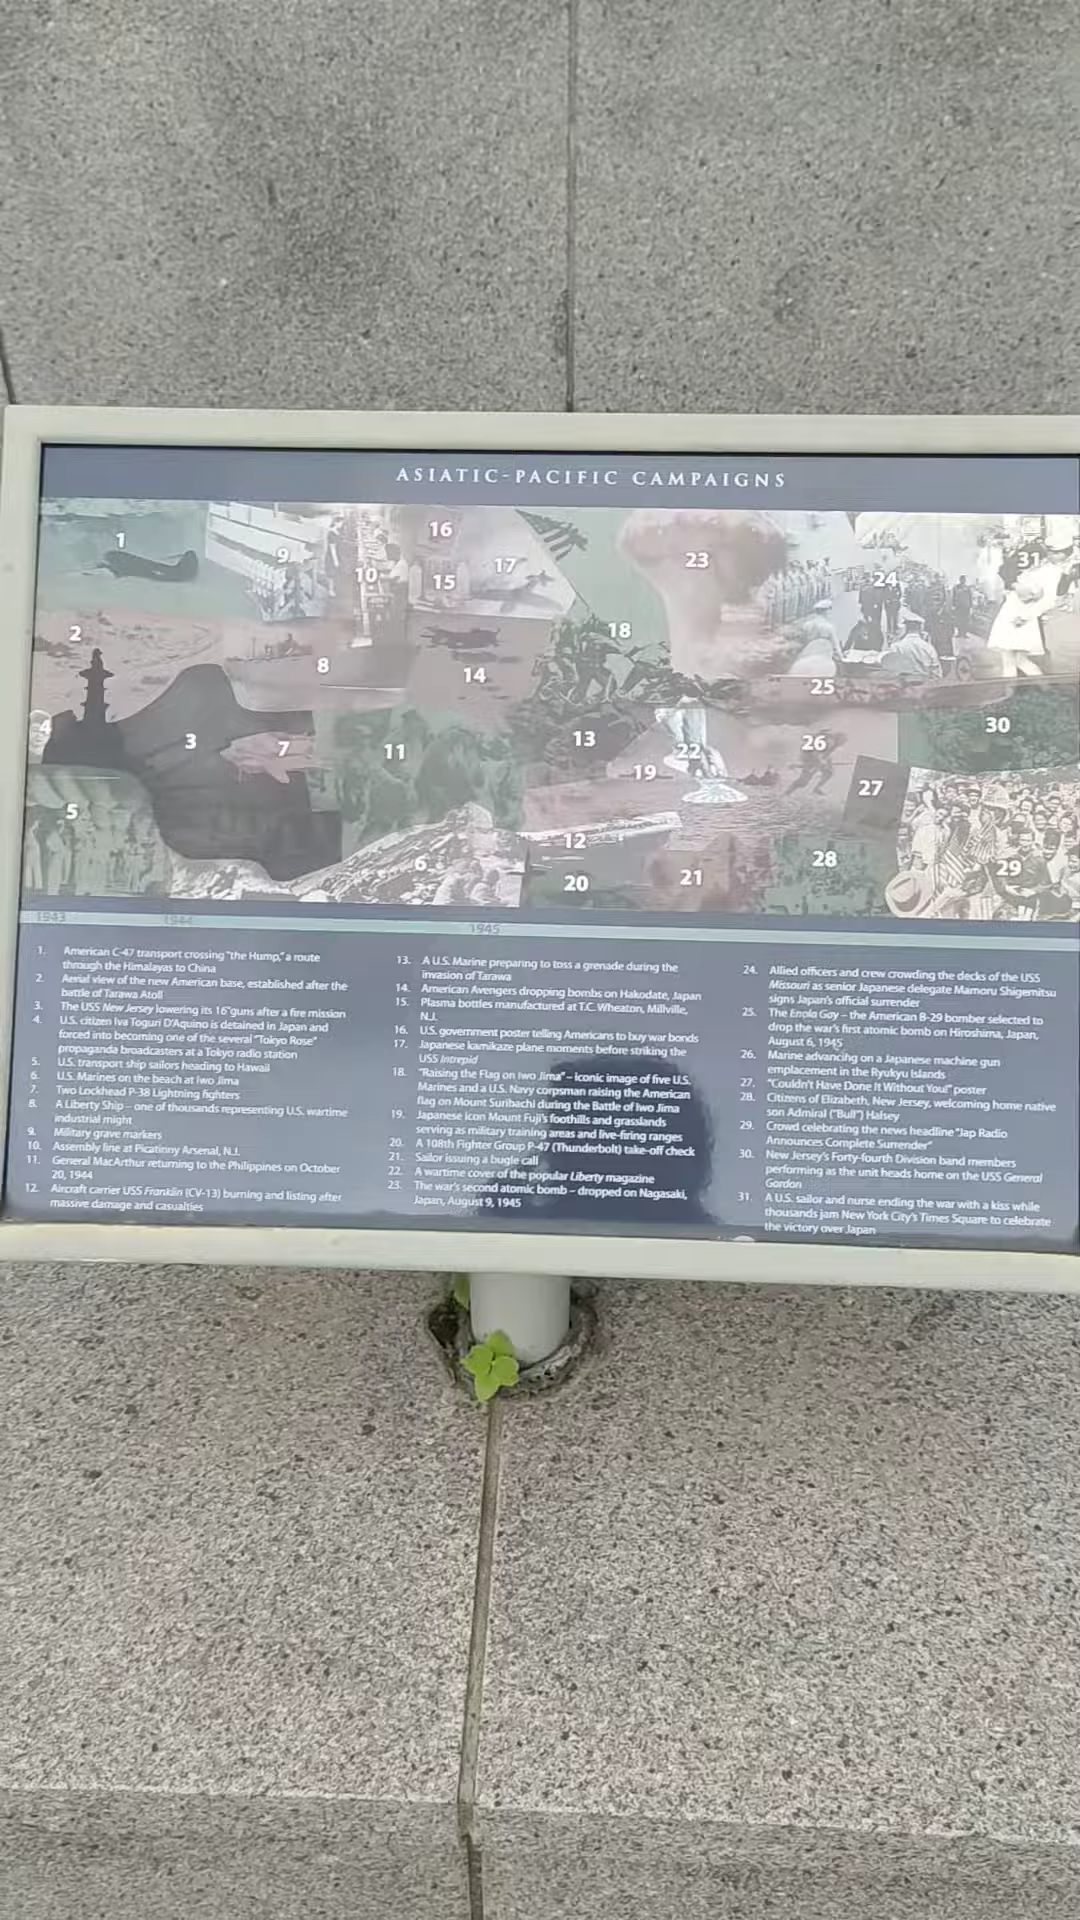 ASIATIC-PACIFIC CAMPAIGNS
1
9
10
16
15
17
23
24
31
2
8
14
18
25
4
3
7
11
13
19
22
26
27
30
5
6
12
20
21
28
29
1943
1944
1945
1. American C-47 transport crossing "the Hump," a route
through the Himalayas to China
2. Aerial view of the new American base, established after the
battle of Tarawa Atoll
3. The USS New Jersey lowering its 16" guns after a fire mission
4. U.S. citizen Iva Toguri D'Aquino is detained in Japan and
forced into becoming one of the several "Tokyo Rose"
propaganda broadcasters at a Tokyo radio station
5. U.S. transport ship sailors heading to Hawaii
6. U.S. Marines on the beach at Iwo Jima
7. Two Lockhead P-38 Lightning fighters
8. A Liberty Ship – one of thousands representing U.S. wartime
industrial might
9. Military grave markers
10. Assembly line at Picatinny Arsenal, N.J.
11. General MacArthur returning to the Philippines on October
20, 1944
12. Aircraft carrier USS Franklin (CV-13) burning and listing after
massive damage and casualties
13. A U.S. Marine preparing to toss a grenade during the
invasion of Tarawa
14. American Avengers dropping bombs on Hakodate, Japan
15. Plasma bottles manufactured at T.C. Wheaton, Millville,
N.J.
16. U.S. government poster telling Americans to buy war bonds
17. Japanese kamikaze plane moments before striking the
USS Intrepid
18. "Raising the Flag on Iwo Jima" – iconic image of five U.S.
Marines and a U.S. Navy corpsman raising the American
flag on Mount Suribachi during the Battle of Iwo Jima
19. Japanese icon Mount Fuji's foothills and grasslands
serving as military training areas and live-firing ranges
20. A 108th Fighter Group P-47 (Thunderbolt) take-off check
21. Sailor issuing a bugle call
22. A wartime cover of the popular Liberty magazine
23. The war's second atomic bomb – dropped on Nagasaki,
Japan, August 9, 1945
24. Allied officers and crew crowding the decks of the USS
Missouri as senior Japanese delegate Mamoru Shigemitsu
signs Japan's official surrender
25. The Enola Gay – the American B-29 bomber selected to
drop the war's first atomic bomb on Hiroshima, Japan,
August 6, 1945
26. Marine advancing on a Japanese machine gun
emplacement in the Ryukyu Islands
27. "Couldn't Have Done It Without You!" poster
28. Citizens of Elizabeth, New Jersey, welcoming home native
son Admiral ("Bull") Halsey
29. Crowd celebrating the news headline "Jap Radio
Announces Complete Surrender"
30. New Jersey's Forty-fourth Division band members
performing as the unit heads home on the USS General
Gordon
31. A U.S. sailor and nurse ending the war with a kiss while
thousands jam New York City's Times Square to celebrate
the victory over Japan